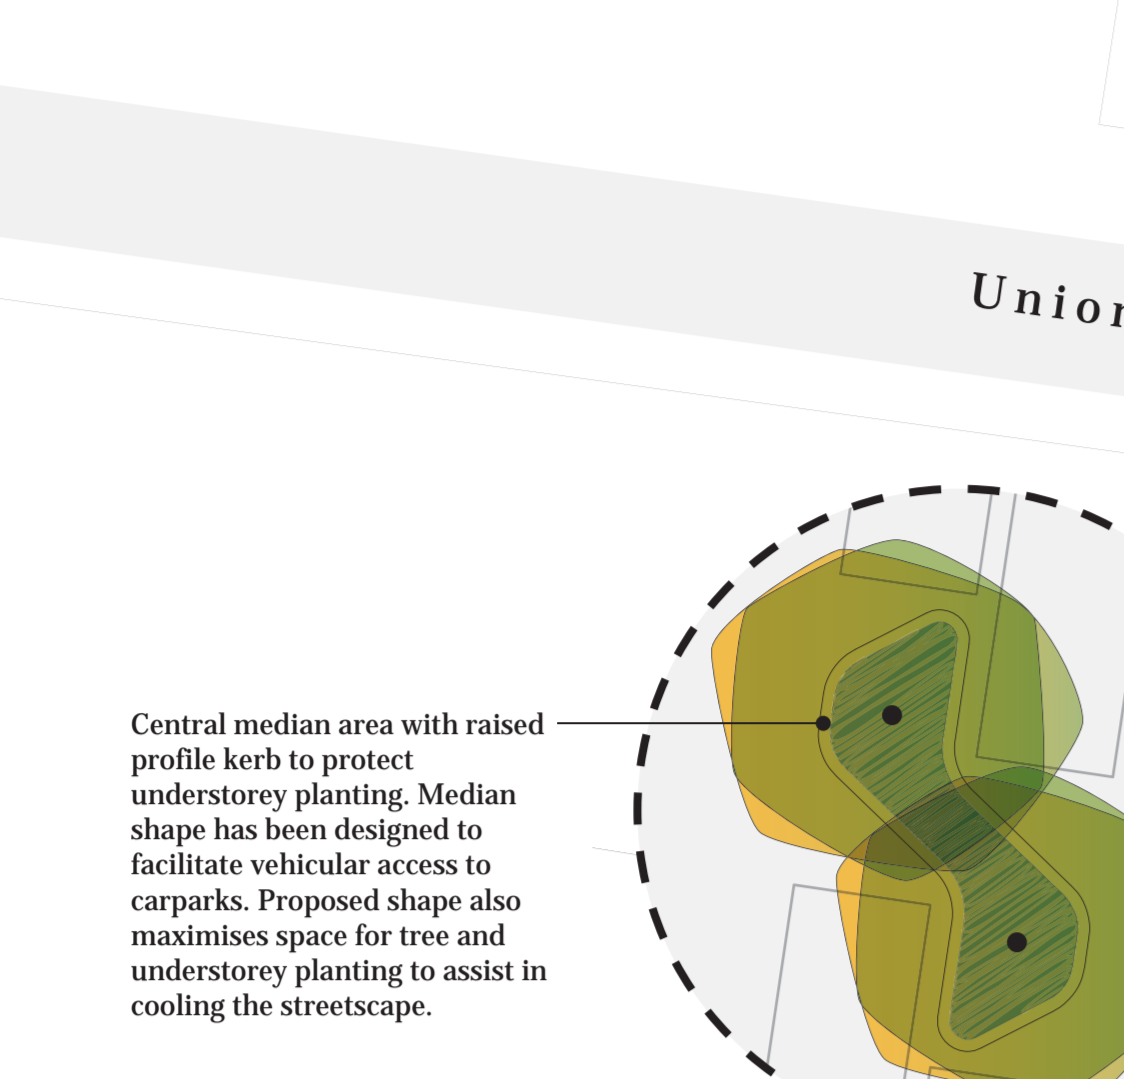 Union
Central median area with raised
profile kerb to protect
understorey planting. Median
shape has been designed to
facilitate vehicular access to
carparks. Proposed shape also
maximises space for tree and
understorey planting to assist in
cooling the streetscape.